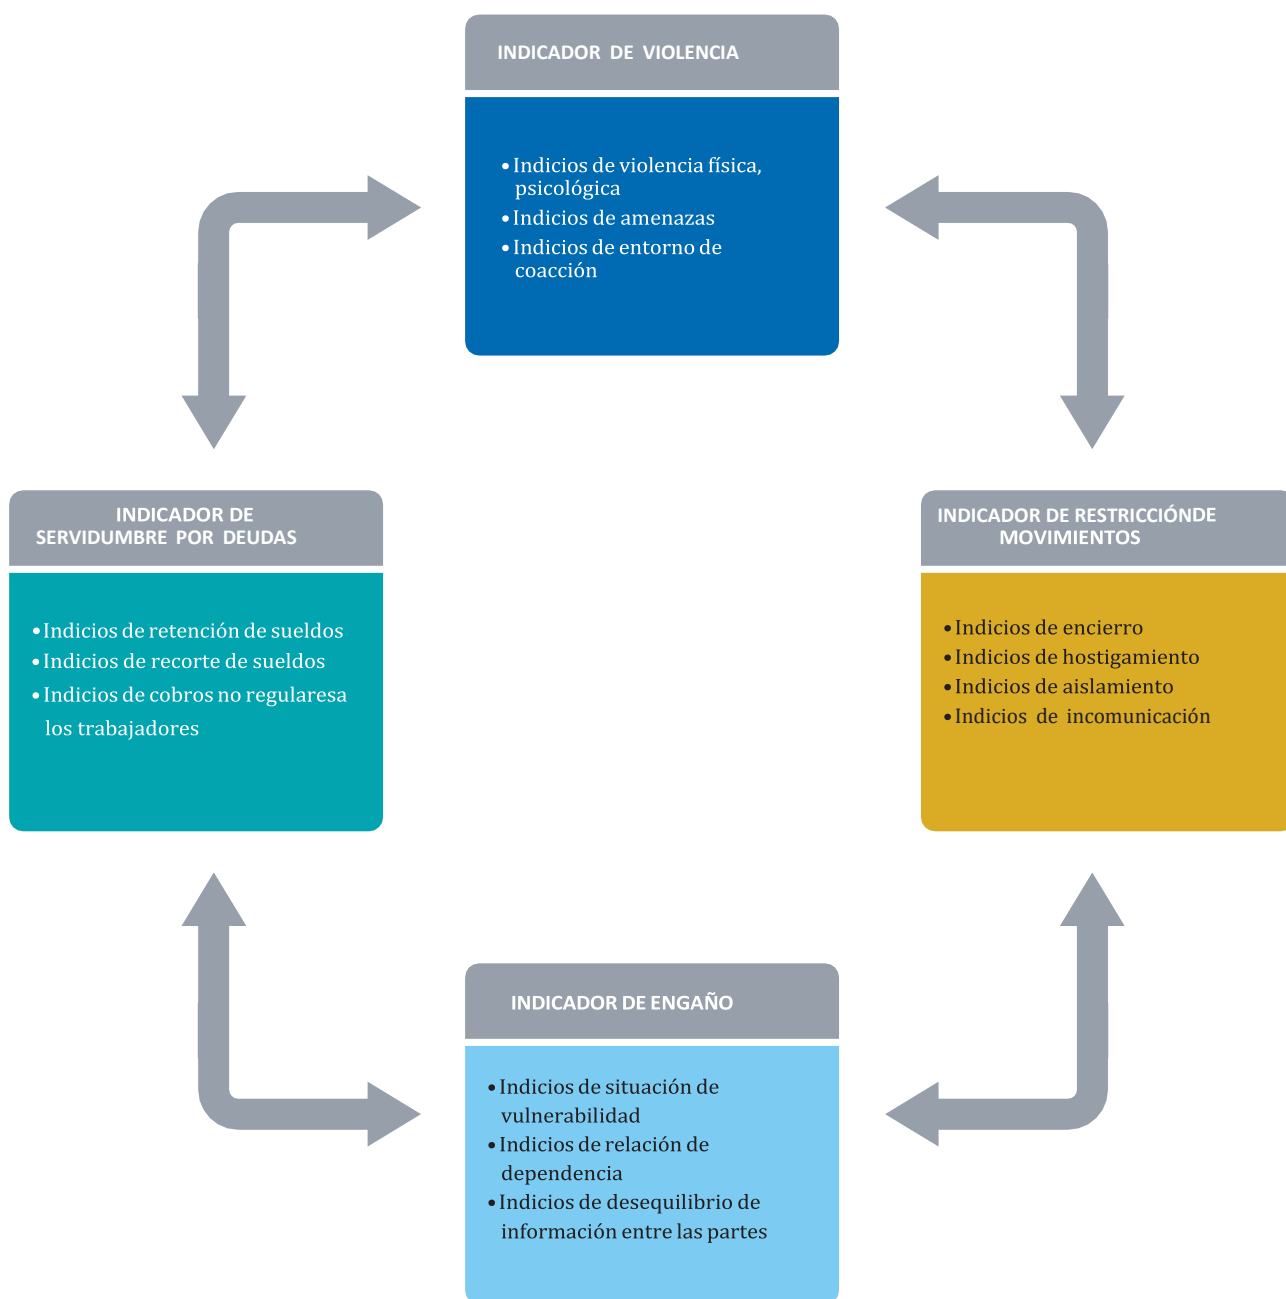 INDICADOR DE VIOLENCIA
• Indicios de violencia física,
psicológica
• Indicios de amenazas
• Indicios de entorno de
coacción
INDICADOR DE
SERVIDUMBRE POR DEUDAS
• Indicios de retención de sueldos
• Indicios de recorte de sueldos
• Indicios de cobros no regularesa
los trabajadores
INDICADOR DE RESTRICCIÓNDE
MOVIMIENTOS
• Indicios de encierro
• Indicios de hostigamiento
• Indicios de aislamiento
• Indicios de incomunicación
INDICADOR DE ENGAÑO
• Indicios de situación de
vulnerabilidad
• Indicios de relación de
dependencia
• Indicios de desequilibrio de
información entre las partes